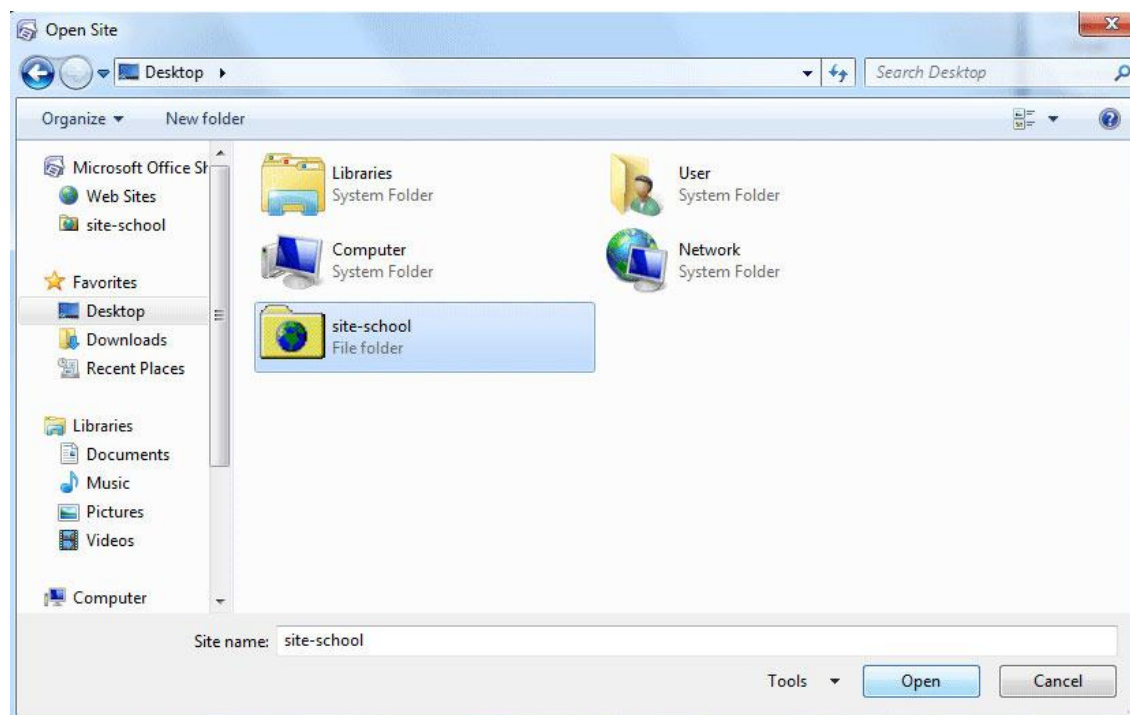 Open Site
Desktop
Search Desktop
Organize
New folder
Microsoft Office Sh
Web Sites
site-school
Favorites
Desktop
Downloads
Recent Places
Libraries
Documents
Music
Pictures
Videos
Computer
Libraries
System Folder
User
System Folder
Computer
System Folder
Network
System Folder
site-school
File folder
Site name: site-school
Tools
Open
Cancel